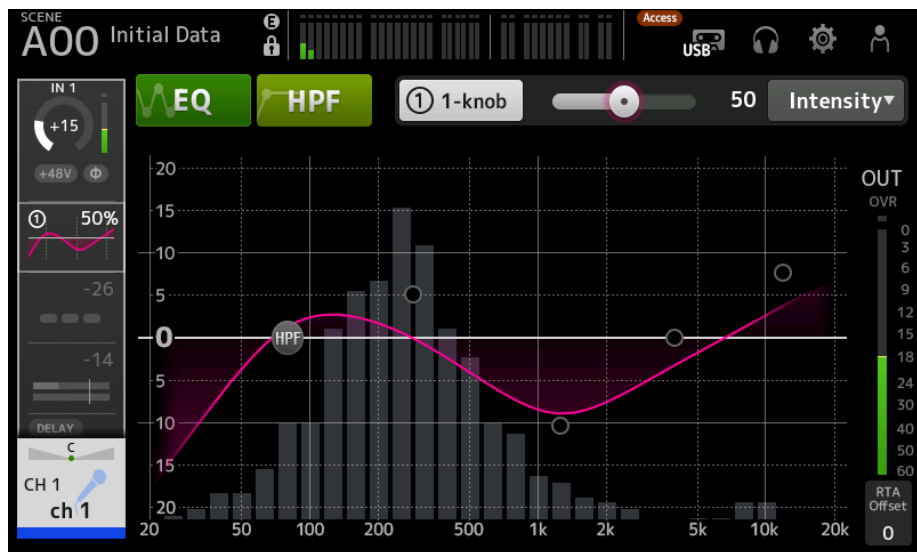 SCENE
A00 Initial Data
E
Access
USB
IN 1
+15
+48V Φ
① 50%
-26
-14
DELAY
C
CH 1
ch 1
EQ
HPF
① 1-knob
50
Intensity▾
20
15
10
5
0
5
10
15
20
HPF
20 50 100 200 500 1k 2k 5k 10k 20k
OUT
OVR
0
3
6
9
12
15
18
24
30
40
50
60
RTA
Offset
0